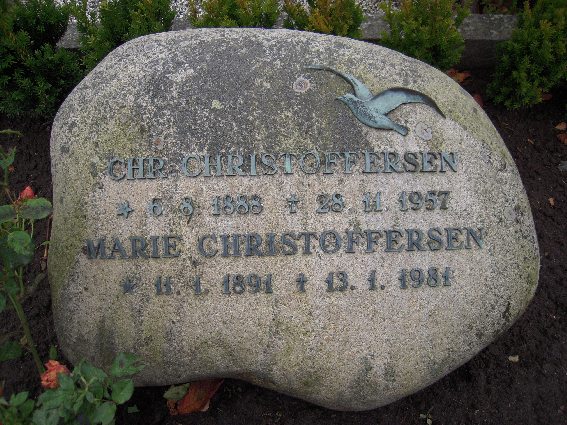 CHR. CHRISTOFFERSEN
* 6. 8. 1888 † 28. 11. 1957
MARIE CHRISTOFFERSEN
* 11. 1. 1891 † 13. 1. 1981